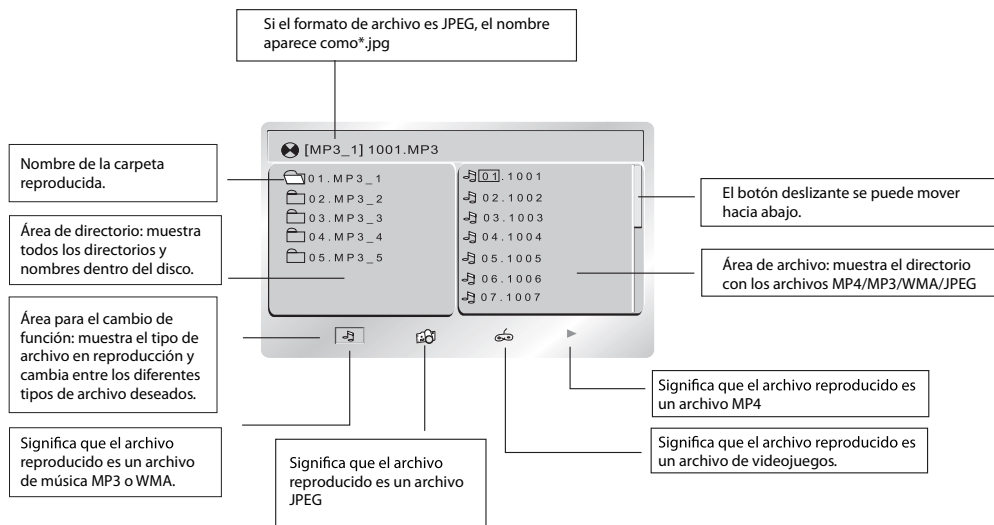 Si el formato de archivo es JPEG, el nombre
aparece como*.jpg
[MP3_1] 1001.MP3
01.MP3_1
02.MP3_2
03.MP3_3
04.MP3_4
05.MP3_5
01.1001
02.1002
03.1003
04.1004
05.1005
06.1006
07.1007
Nombre de la carpeta
reproducida.
Área de directorio: muestra
todos los directorios y
nombres dentro del disco.
Área para el cambio de
función: muestra el tipo de
archivo en reproducción y
cambia entre los diferentes
tipos de archivo deseados.
Significa que el archivo
reproducido es un archivo
de música MP3 o WMA.
Significa que el archivo
reproducido es un archivo
JPEG
El botón deslizante se puede mover
hacia abajo.
Área de archivo: muestra el directorio
con los archivos MP4/MP3/WMA/JPEG
Significa que el archivo reproducido es
un archivo MP4
Significa que el archivo reproducido es
un archivo de videojuegos.